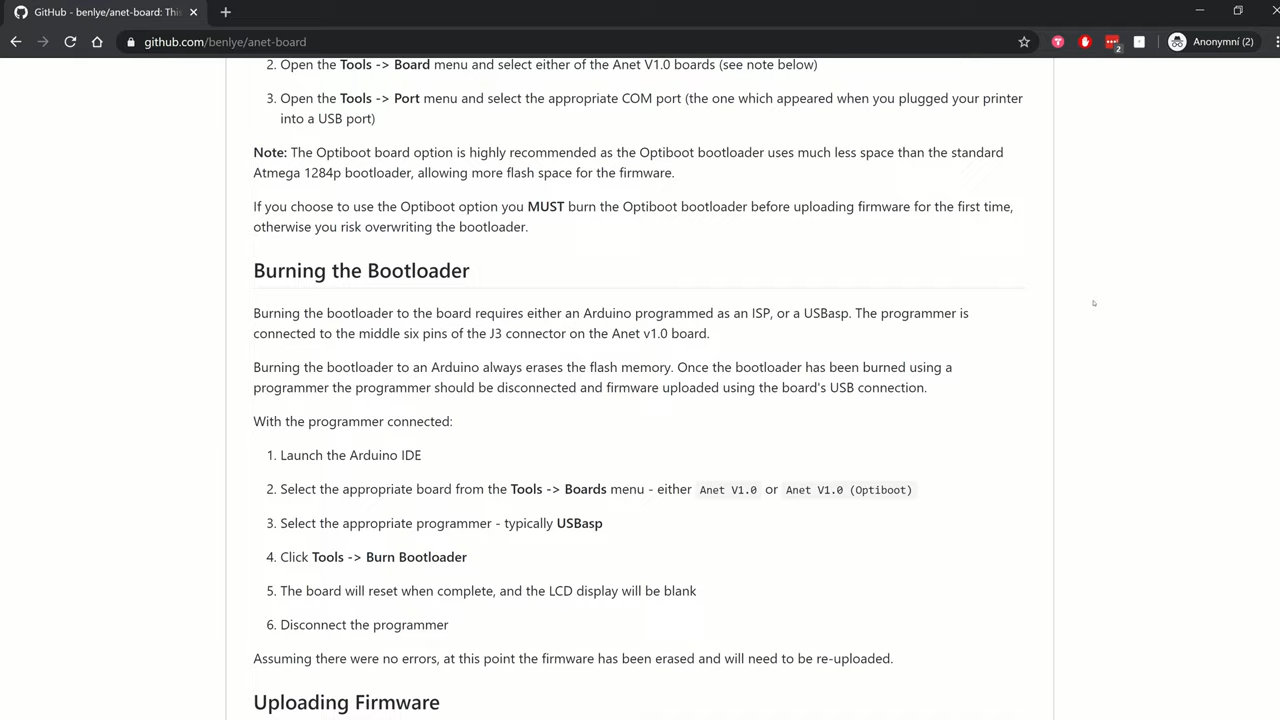 GitHub - benlye/anet-board: This
github.com/benlye/anet-board
2
Anonymní (2)
2. Open the Tools -> Board menu and select either of the Anet V1.0 boards (see note below)
3. Open the Tools -> Port menu and select the appropriate COM port (the one which appeared when you plugged your printer
into a USB port)
Note: The Optiboot board option is highly recommended as the Optiboot bootloader uses much less space than the standard
Atmega 1284p bootloader, allowing more flash space for the firmware.
If you choose to use the Optiboot option you MUST burn the Optiboot bootloader before uploading firmware for the first time,
otherwise you risk overwriting the bootloader.
Burning the Bootloader
Burning the bootloader to the board requires either an Arduino programmed as an ISP, or a USBasp. The programmer is
connected to the middle six pins of the J3 connector on the Anet v1.0 board.
Burning the bootloader to an Arduino always erases the flash memory. Once the bootloader has been burned using a
programmer the programmer should be disconnected and firmware uploaded using the board's USB connection.
With the programmer connected:
1. Launch the Arduino IDE
2. Select the appropriate board from the Tools -> Boards menu - either Anet V1.0 or Anet V1.0 (Optiboot)
3. Select the appropriate programmer - typically USBasp
4. Click Tools -> Burn Bootloader
5. The board will reset when complete, and the LCD display will be blank
6. Disconnect the programmer
Assuming there were no errors, at this point the firmware has been erased and will need to be re-uploaded.
Uploading Firmware